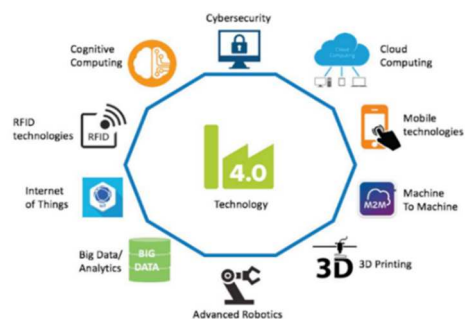 Cybersecurity
Cognitive
Computing
Cloud Computing
Cloud
Computing
RFID
technologies
RFID
Mobile
technologies
4.0
Technology
Internet
of Things
M2M
Machine
To Machine
Big Data/
Analytics
BIG
DATA
3D
3D Printing
Advanced Robotics